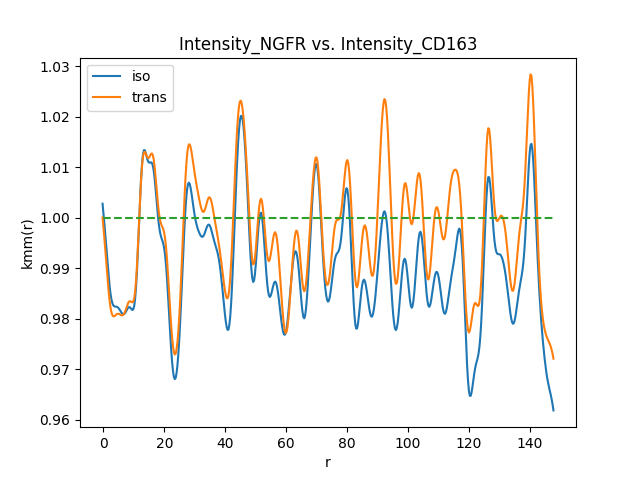 Intensity_NGFR vs. Intensity_CD163
iso
trans
kmm(r)
1.03
1.02
1.01
1.00
0.99
0.98
0.97
0.96
0 20 40 60 80 100 120 140
r